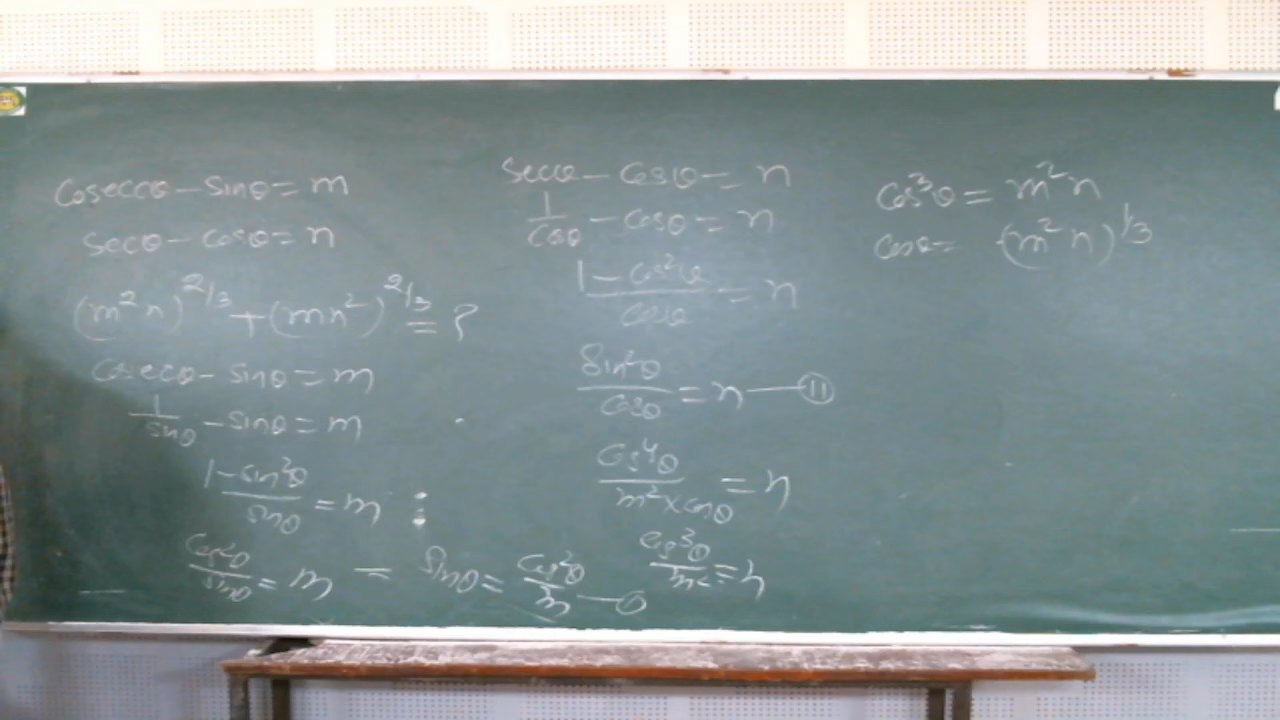 Cosecθ - sinθ = m
secθ - cosθ = n
(m²n)^2/3 + (mn²)^2/3 = ?
Cosecθ - sinθ = m
1/sinθ - sinθ = m
1 - sin²θ / sinθ = m
Cos²θ / sinθ = m = Sinθ = Cos²θ / m — ①
Secθ - Cosθ = n
1/Cosθ - Cosθ = n
1 - Cos²θ / Cosθ = n
Sin²θ / Cosθ = n — ⑪
Cos⁴θ / m² x cosθ = n
Cos³θ / m² = n
Cos³θ = m²n
Cosθ = (m²n)^1/3